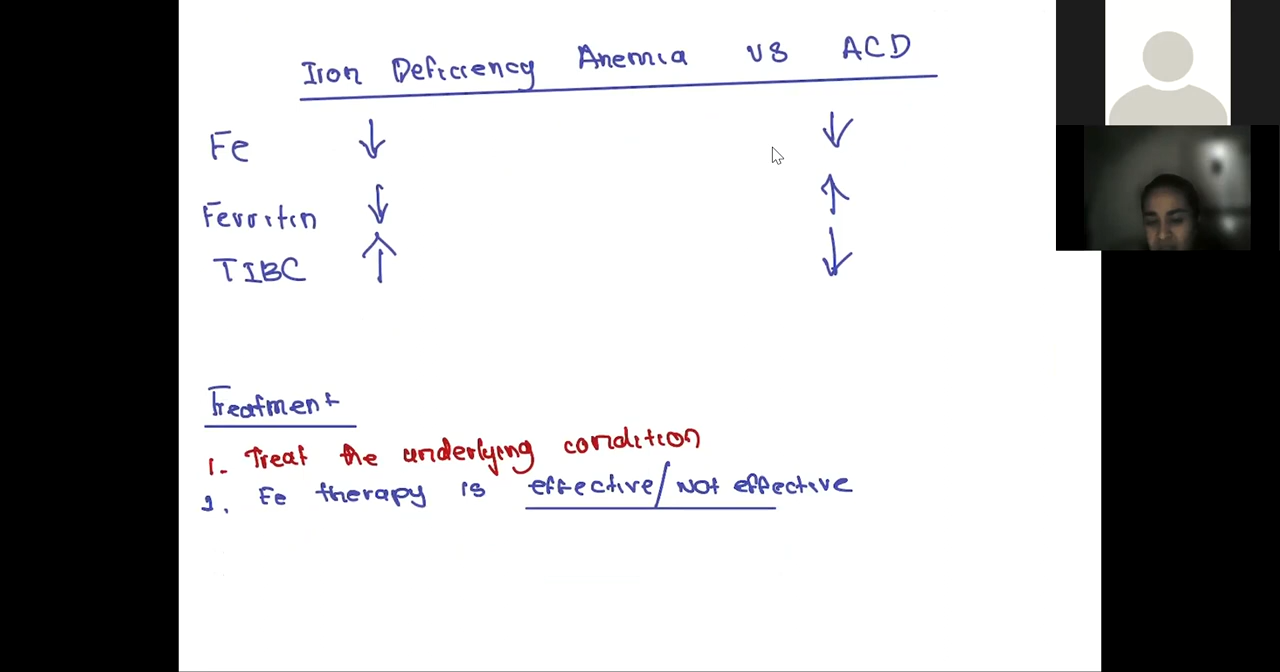 Iron Deficiency Anemia vs ACD
Fe ↓ ↓
Ferritin ↓ ↑
TIBC ↑ ↓
Treatment
1. Treat the underlying condition
2. Fe therapy is effective/Not effective